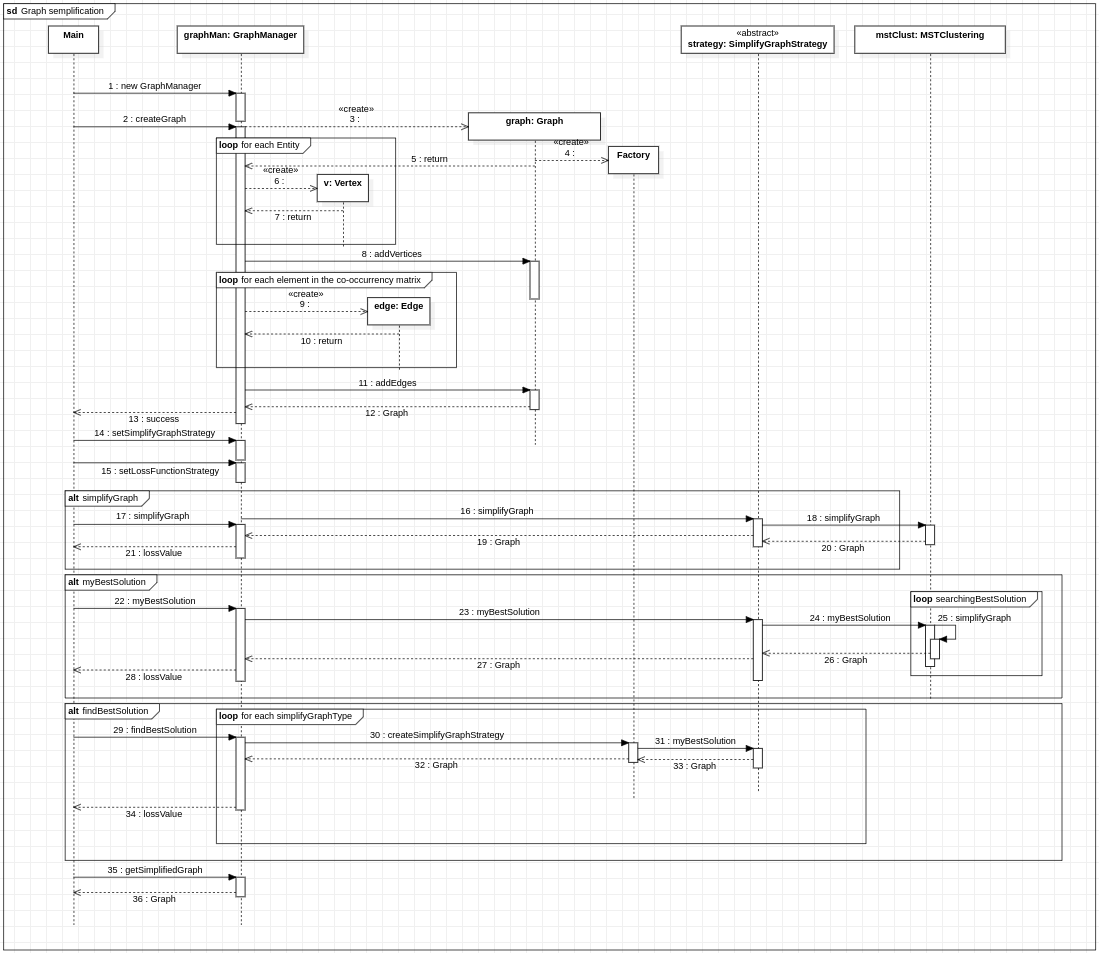 sd Graph semplification
Main
graphMan: GraphManager
«abstract»
strategy: SimplifyGraphStrategy
mstClust: MSTClustering
1 : new GraphManager
2 : createGraph
«create»
3 :
graph: Graph
«create»
4 :
Factory
loop for each Entity
5 : return
«create»
6 :
v: Vertex
7 : return
8 : addVertices
loop for each element in the co-occurrency matrix
«create»
9 :
edge: Edge
10 : return
11 : addEdges
12 : Graph
13 : success
14 : setSimplifyGraphStrategy
15 : setLossFunctionStrategy
alt simplifyGraph
16 : simplifyGraph
17 : simplifyGraph
18 : simplifyGraph
19 : Graph
20 : Graph
21 : lossValue
alt myBestSolution
22 : myBestSolution
23 : myBestSolution
loop searchingBestSolution
24 : myBestSolution
25 : simplifyGraph
26 : Graph
27 : Graph
28 : lossValue
alt findBestSolution
loop for each simplifyGraphType
29 : findBestSolution
30 : createSimplifyGraphStrategy
31 : myBestSolution
32 : Graph
33 : Graph
34 : lossValue
35 : getSimplifiedGraph
36 : Graph